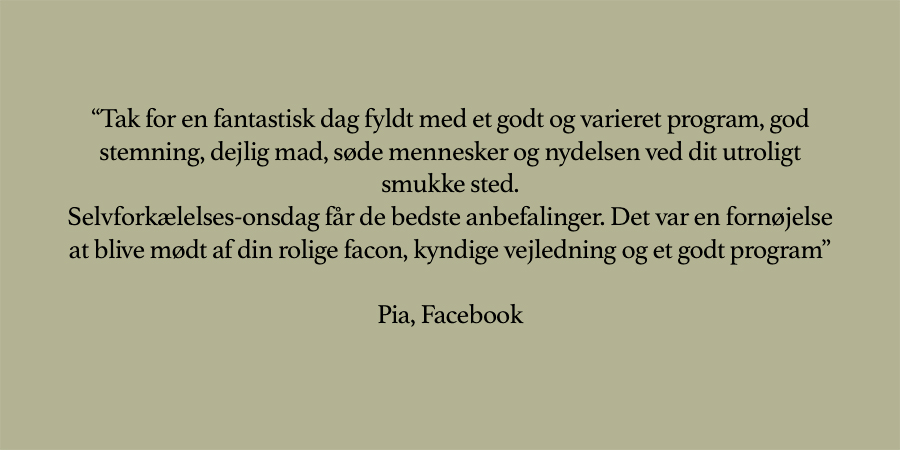 “Tak for en fantastisk dag fyldt med et godt og varieret program, god
stemning, dejlig mad, søde mennesker og nydelsen ved dit utroligt
smukke sted.
Selvforkælelses-onsdag får de bedste anbefalinger. Det var en fornøjelse
at blive mødt af din rolige facon, kyndige vejledning og et godt program”
Pia, Facebook